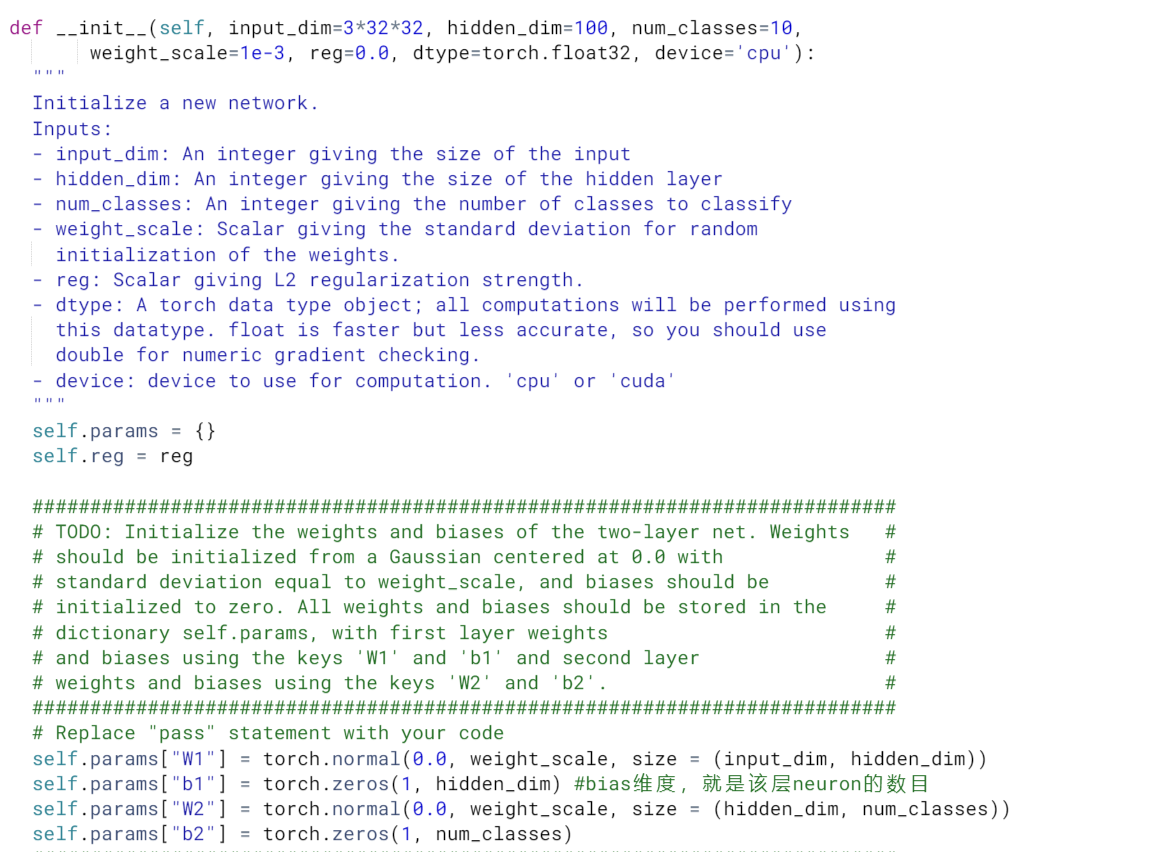 def __init__(self, input_dim=3*32*32, hidden_dim=100, num_classes=10,
weight_scale=1e-3, reg=0.0, dtype=torch.float32, device='cpu'):
"""
Initialize a new network.
Inputs:
- input_dim: An integer giving the size of the input
- hidden_dim: An integer giving the size of the hidden layer
- num_classes: An integer giving the number of classes to classify
- weight_scale: Scalar giving the standard deviation for random
initialization of the weights.
- reg: Scalar giving L2 regularization strength.
- dtype: A torch data type object; all computations will be performed using
this datatype. float is faster but less accurate, so you should use
double for numeric gradient checking.
- device: device to use for computation. 'cpu' or 'cuda'
"""
self.params = {}
self.reg = reg
###########################################################################
# TODO: Initialize the weights and biases of the two-layer net. Weights   #
# should be initialized from a Gaussian centered at 0.0 with              #
# standard deviation equal to weight_scale, and biases should be          #
# initialized to zero. All weights and biases should be stored in the     #
# dictionary self.params, with first layer weights                        #
# and biases using the keys 'W1' and 'b1' and second layer                #
# weights and biases using the keys 'W2' and 'b2'.                        #
###########################################################################
# Replace "pass" statement with your code
self.params["W1"] = torch.normal(0.0, weight_scale, size = (input_dim, hidden_dim))
self.params["b1"] = torch.zeros(1, hidden_dim) #bias维度，就是该层neuron的数目
self.params["W2"] = torch.normal(0.0, weight_scale, size = (hidden_dim, num_classes))
self.params["b2"] = torch.zeros(1, num_classes)